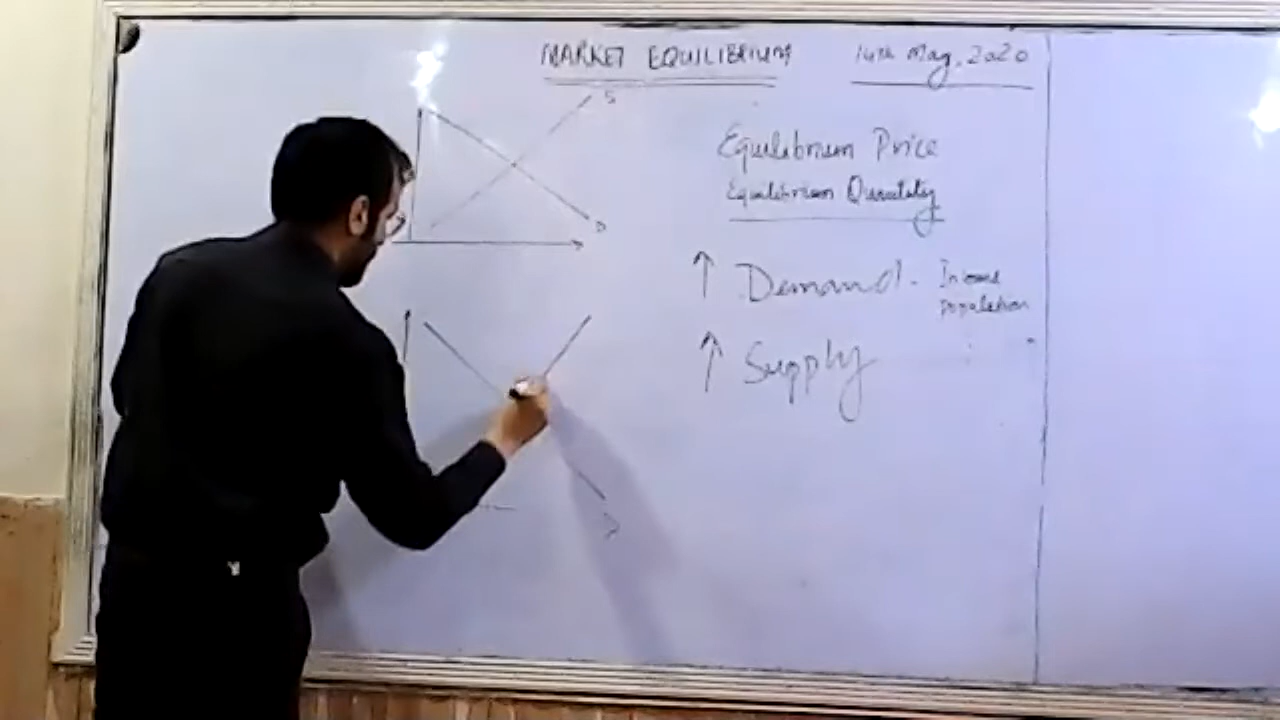 MARKET EQUILIBRIUM
14th May, 2020
S
D
Equilibrium Price
Equilibrium Quantity
↑ Demand - Income
population
↑ Supply